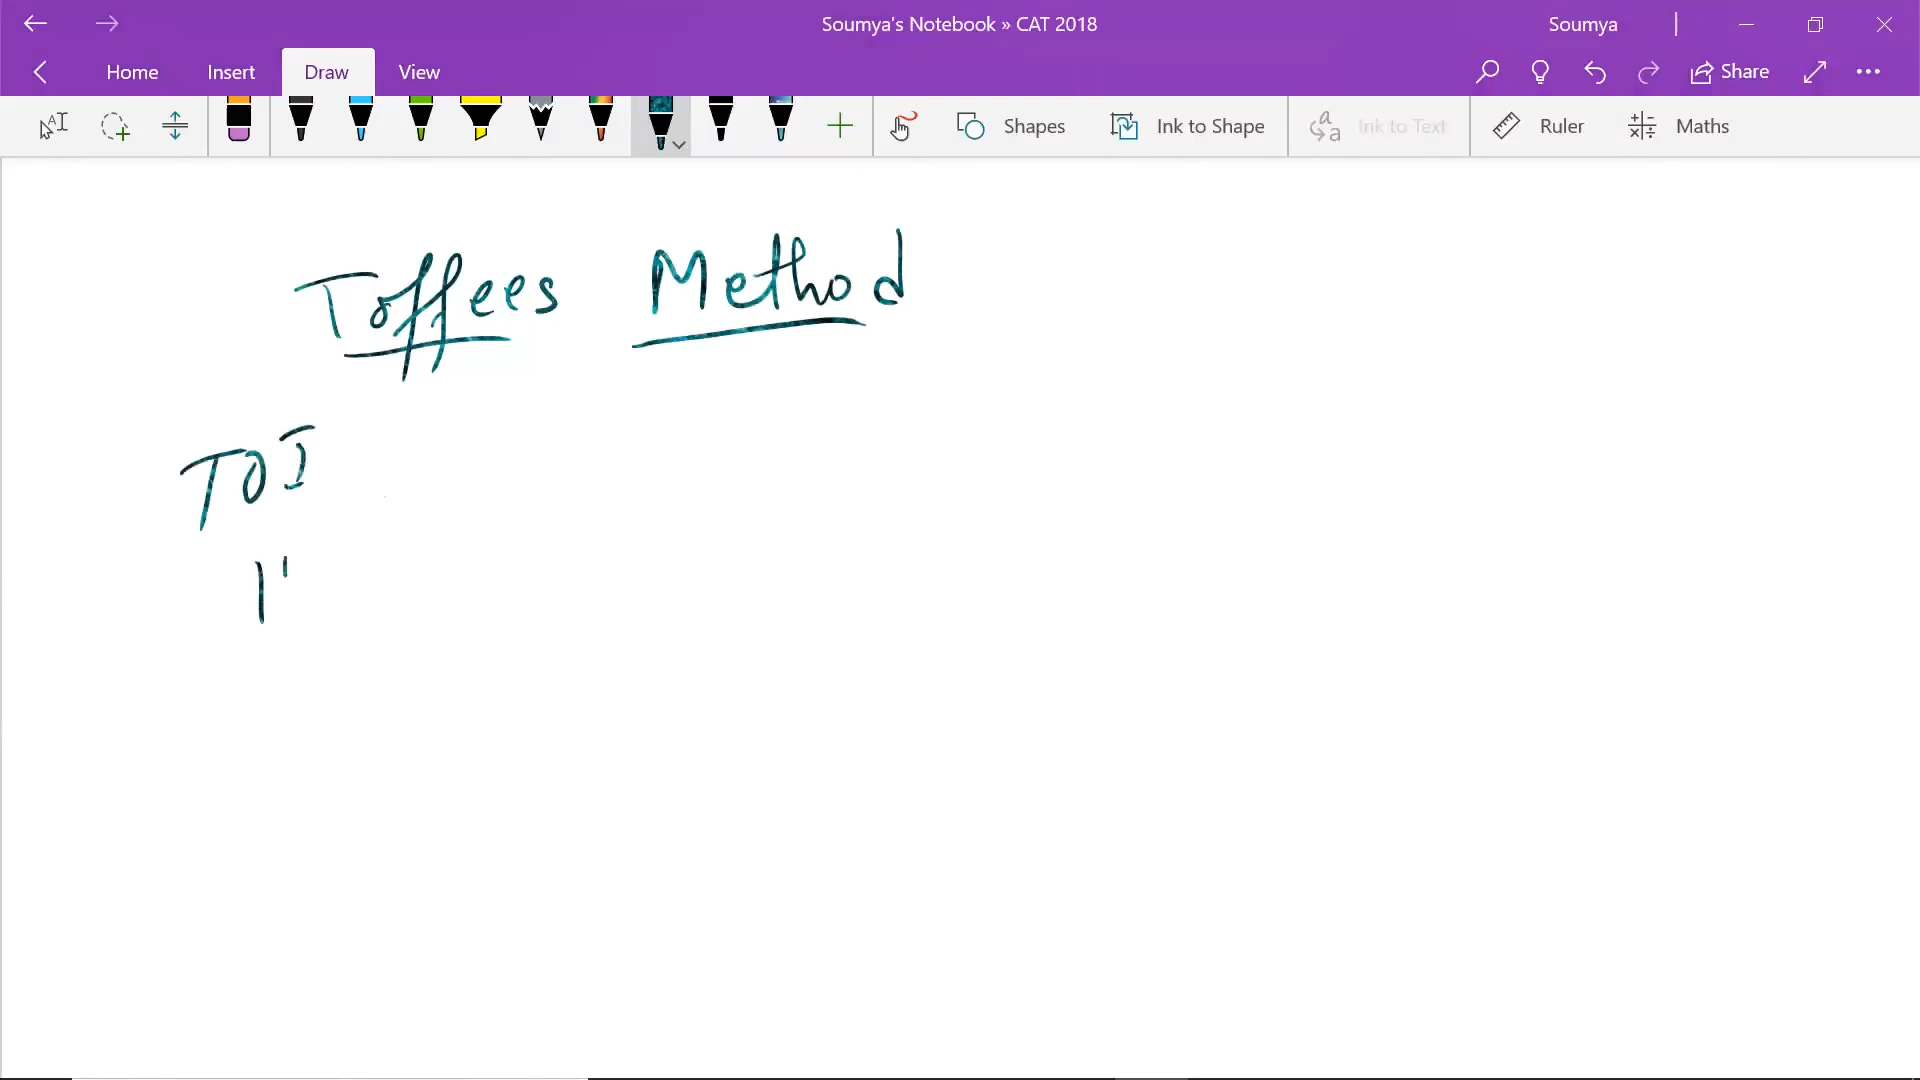 Soumya's Notebook » CAT 2018
Soumya
Home Insert Draw View
Share
Shapes Ink to Shape Ink to Text Ruler Maths
Toffees Method
TOI